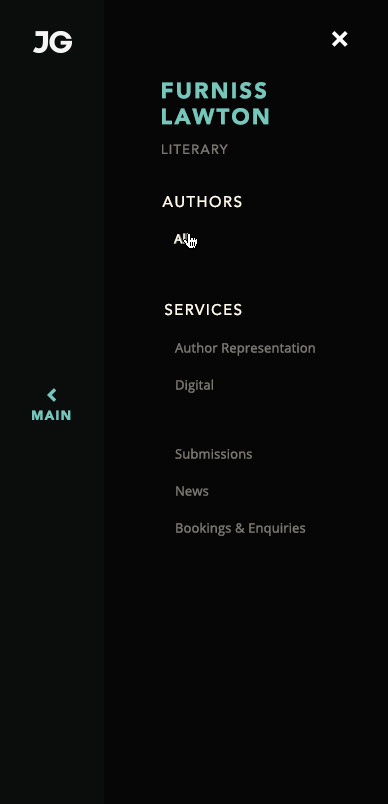 JG
FURNISS
LAWTON
LITERARY
AUTHORS
SERVICES
Author Representation
Digital
MAIN
Submissions
News
Bookings & Enquiries